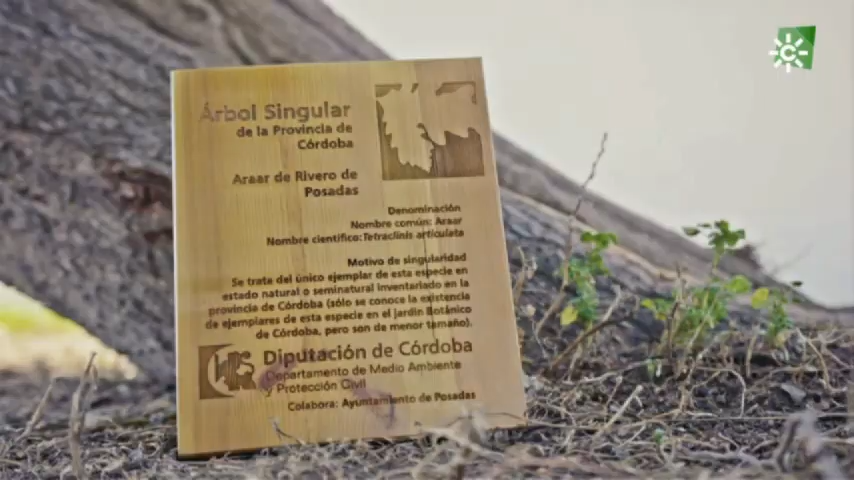 Árbol Singular
de la Provincia de
Córdoba
Araar de Rivero de
Posadas
Denominación
Nombre común: Araar
Nombre científico: Tetraclinis articulata
Motivo de singularidad
Se trata del único ejemplar de esta especie en
estado natural o seminatural inventariado en la
provincia de Córdoba (sólo se conoce la existencia
de ejemplares de esta especie en el Jardín Botánico
de Córdoba, pero son de menor tamaño).
Diputación de Córdoba
Departamento de Medio Ambiente
y Protección Civil
Colabora: Ayuntamiento de Posadas